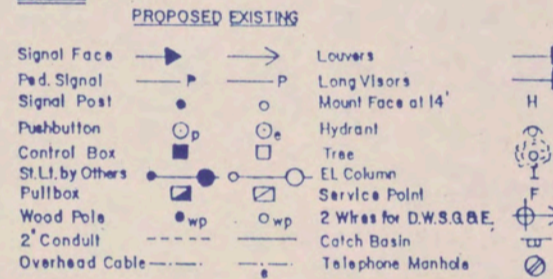 PROPOSED EXISTING
Signal Face Louvers
Ped. Signal P P Long Visors
Signal Post Mount Face at 14' H
Pushbutton p e Hydrant
Control Box Tree
St.Lt. by Others EL Column
Pullbox Service Point F
Wood Pole wp wp 2 Wires for D.W.S.G.&E.
2" Conduit Catch Basin
Overhead Cable e Telephone Manhole